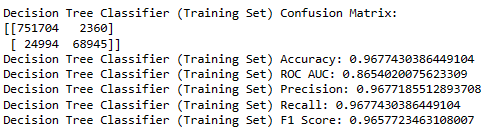 Decision Tree Classifier (Training Set) Confusion Matrix:
[[751704   2360]
 [ 24994  68945]]
Decision Tree Classifier (Training Set) Accuracy: 0.9677430386449104
Decision Tree Classifier (Training Set) ROC AUC: 0.8654020075623309
Decision Tree Classifier (Training Set) Precision: 0.9677185512893708
Decision Tree Classifier (Training Set) Recall: 0.9677430386449104
Decision Tree Classifier (Training Set) F1 Score: 0.9657723463108007